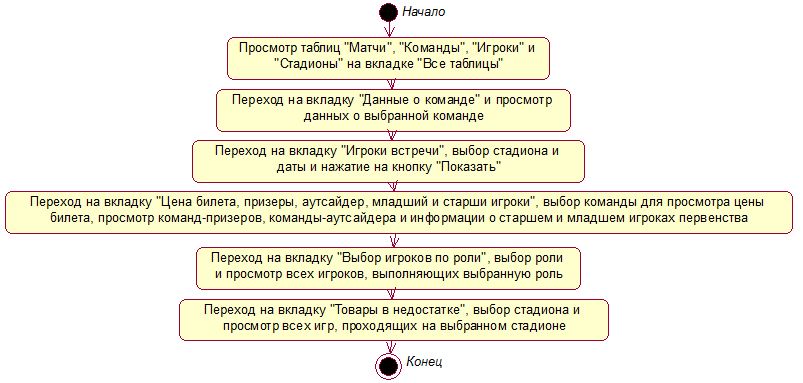 Начало
Просмотр таблиц "Матчи", "Команды", "Игроки" и
"Стадионы" на вкладке "Все таблицы"
Переход на вкладку "Данные о команде" и просмотр
данных о выбранной команде
Переход на вкладку "Игроки встречи", выбор стадиона и
даты и нажатие на кнопку "Показать"
Переход на вкладку "Цена билета, призеры, аутсайдер, младший и старши игроки", выбор команды для просмотра цены
билета, просмотр команд-призеров, команды-аутсайдера и информации о старшем и младшем игроках первенства
Переход на вкладку "Выбор игроков по роли", выбор роли
и просмотр всех игроков, выполняющих выбранную роль
Переход на вкладку "Товары в недостатке", выбор стадиона и
просмотр всех игр, проходящих на выбранном стадионе
Конец